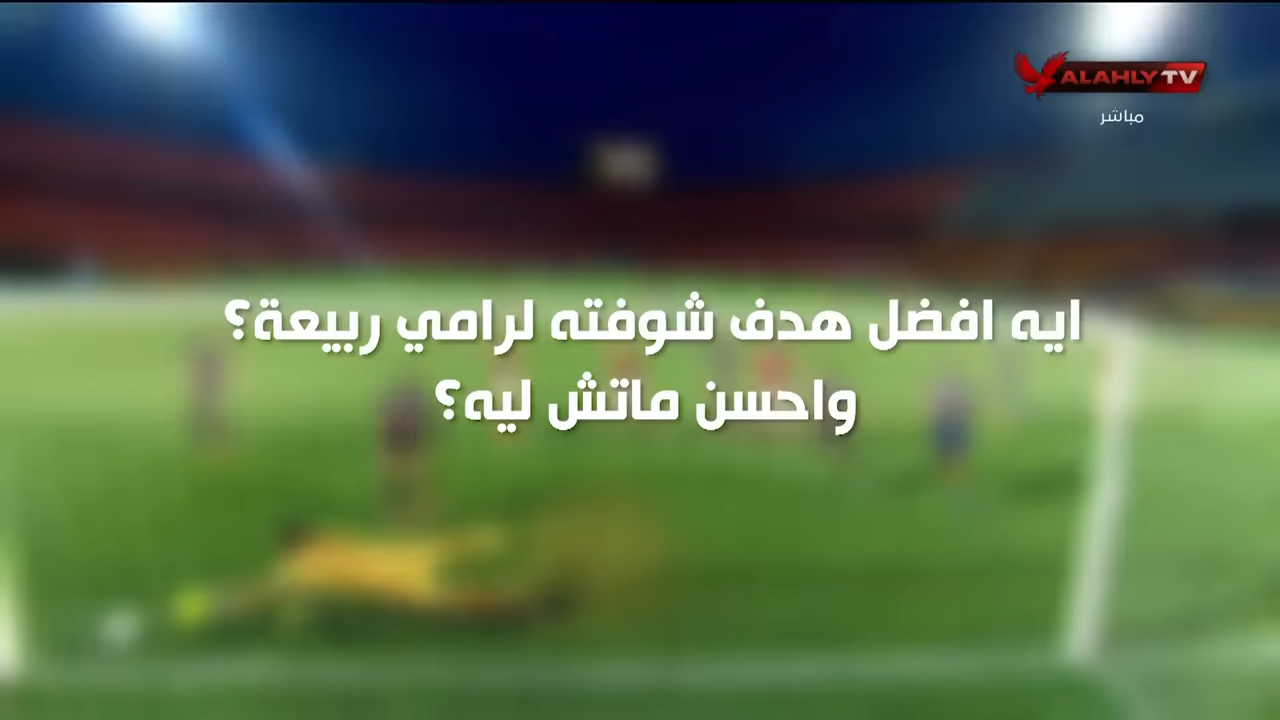 ALAHLY TV
مباشر
ايه افضل هدف شوفته لرامي ربيعة؟
واحسن ماتش ليه؟